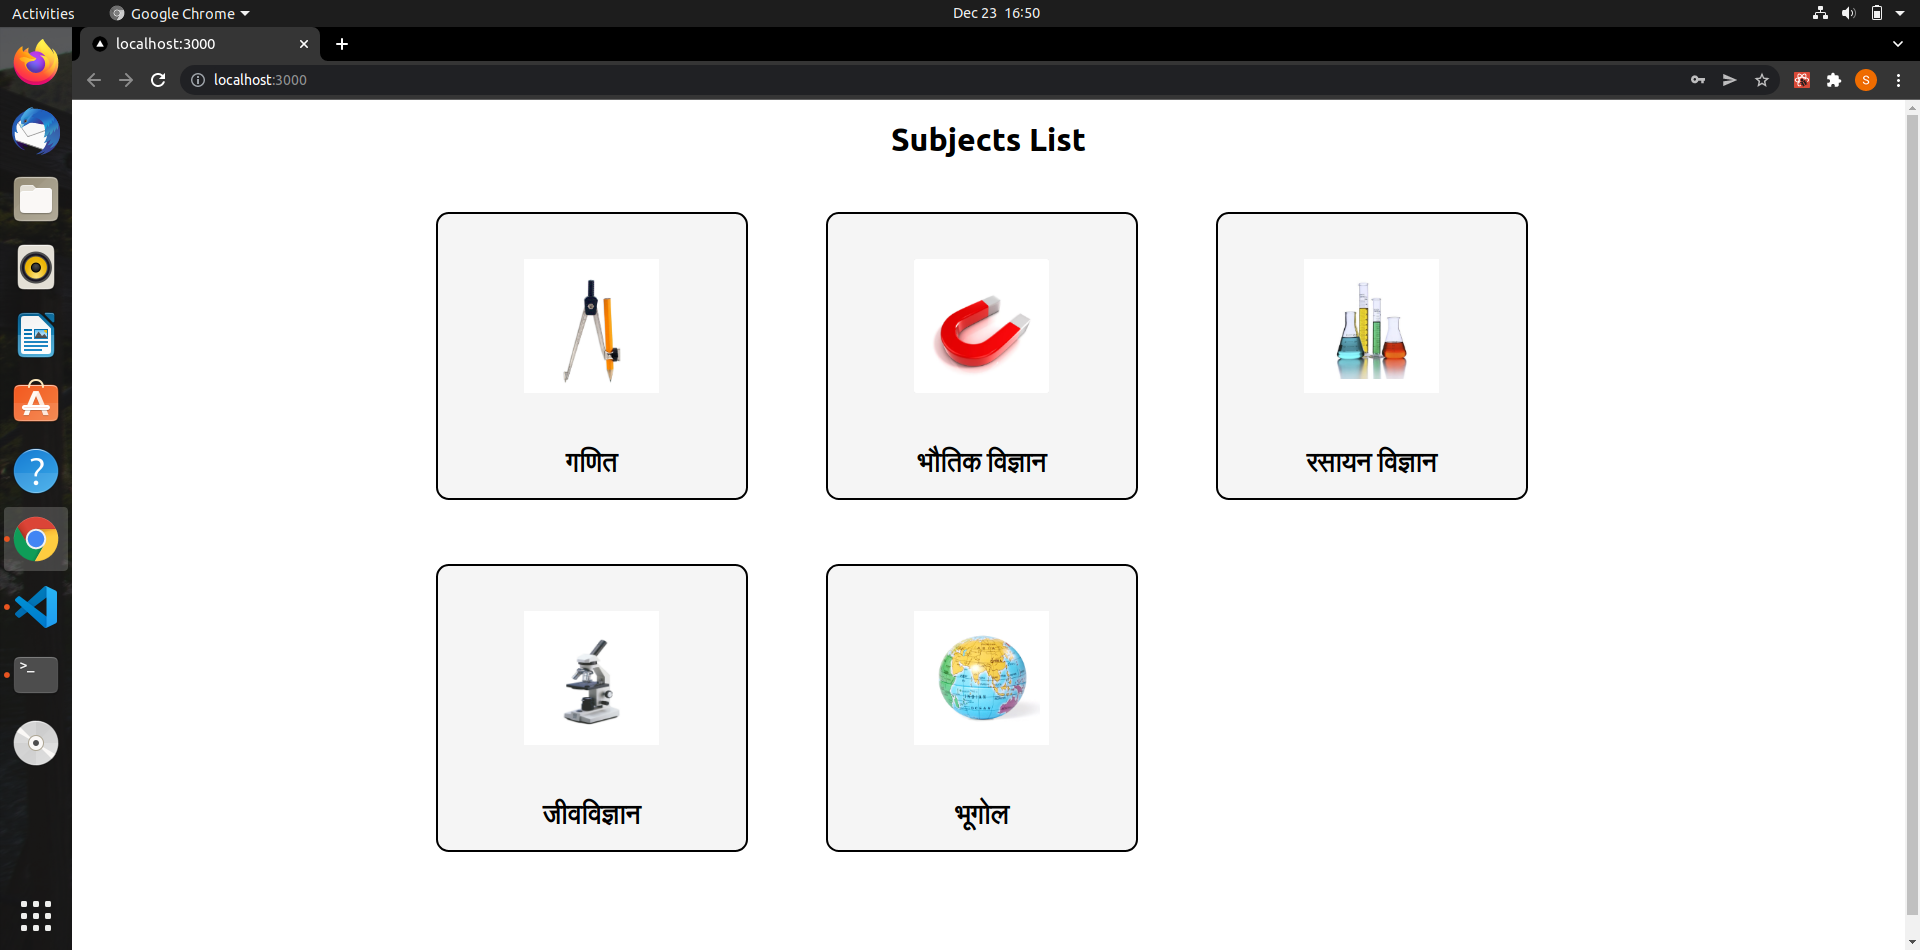 Activities
Google Chrome
Dec 23 16:50
localhost:3000
localhost:3000
S
Subjects List
गणित
भौतिक विज्ञान
रसायन विज्ञान
जीवविज्ञान
भूगोल